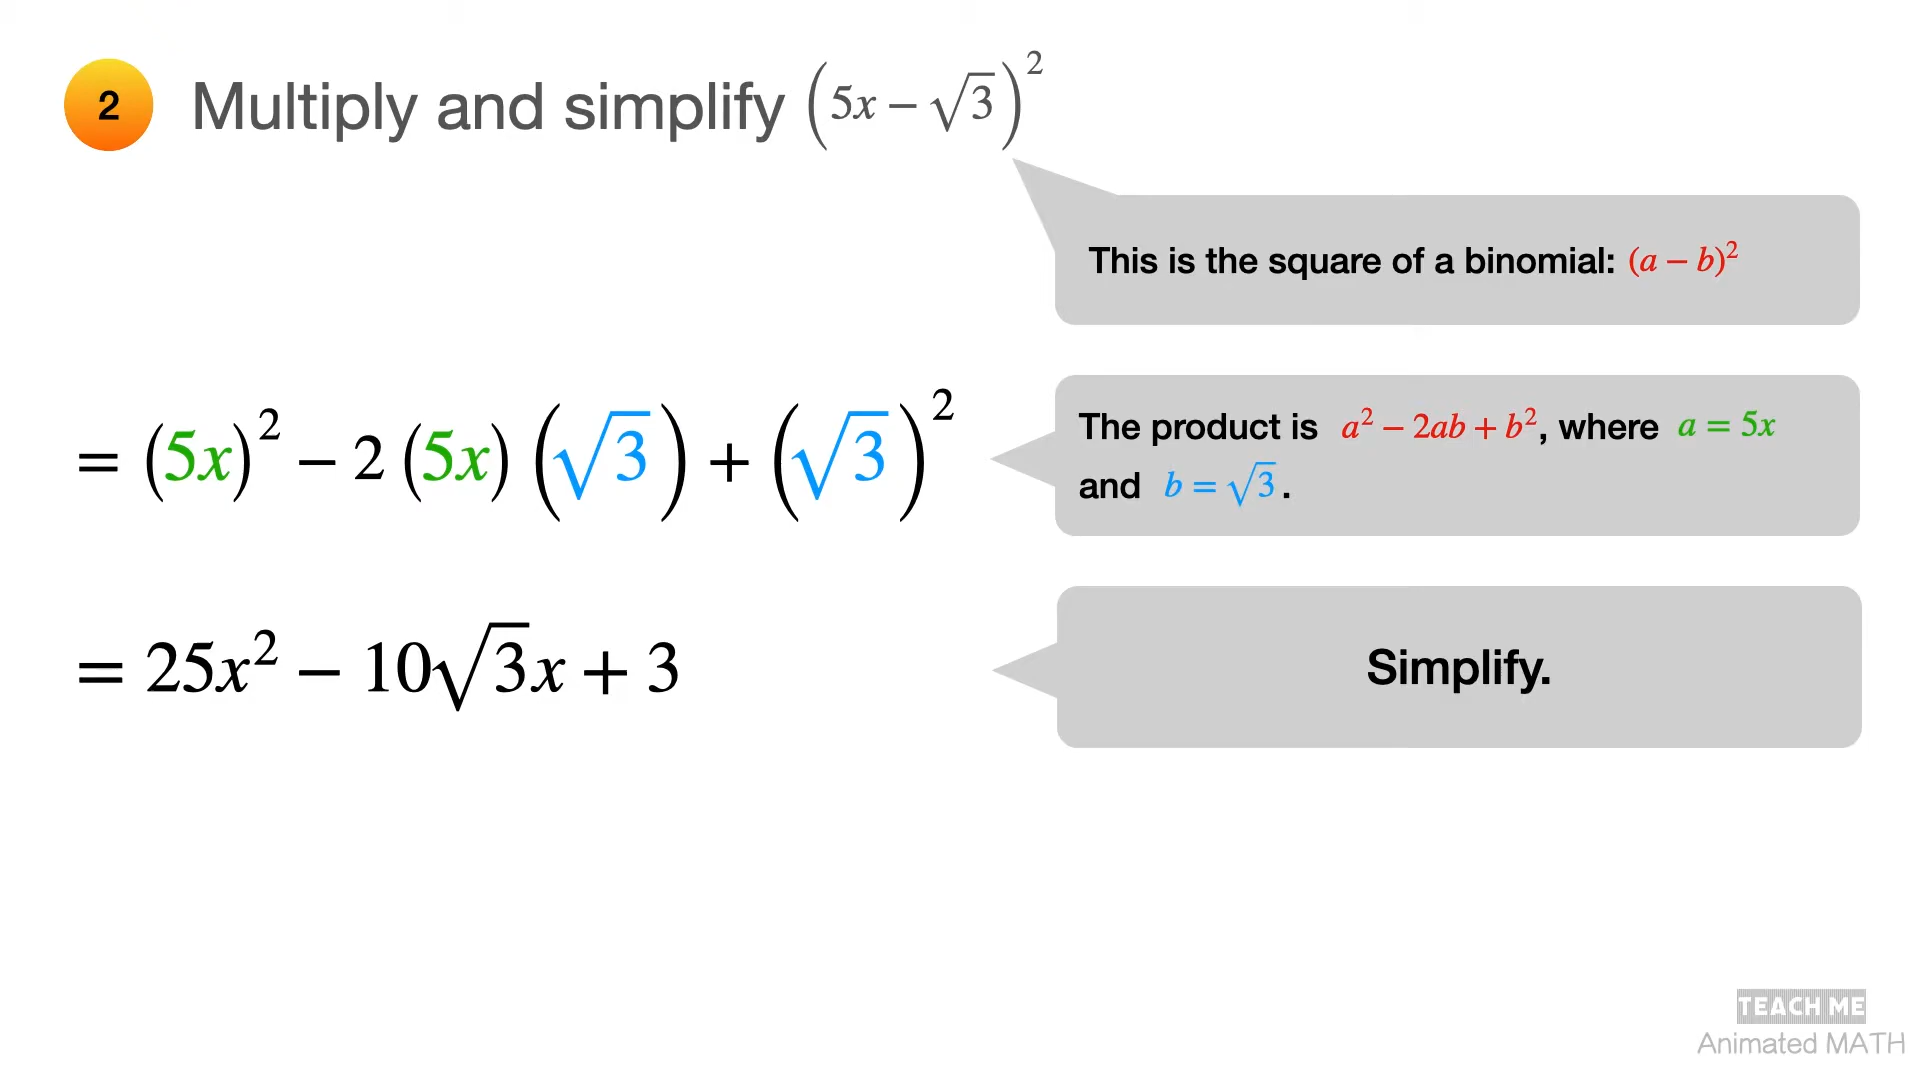 2 Multiply and simplify (5x − √3)²
This is the square of a binomial: (a − b)²
= (5x)² − 2 (5x) (√3) + (√3)²
The product is a² − 2ab + b², where a = 5x
and b = √3.
= 25x² − 10√3x + 3
Simplify.
TEACH ME
Animated MATH